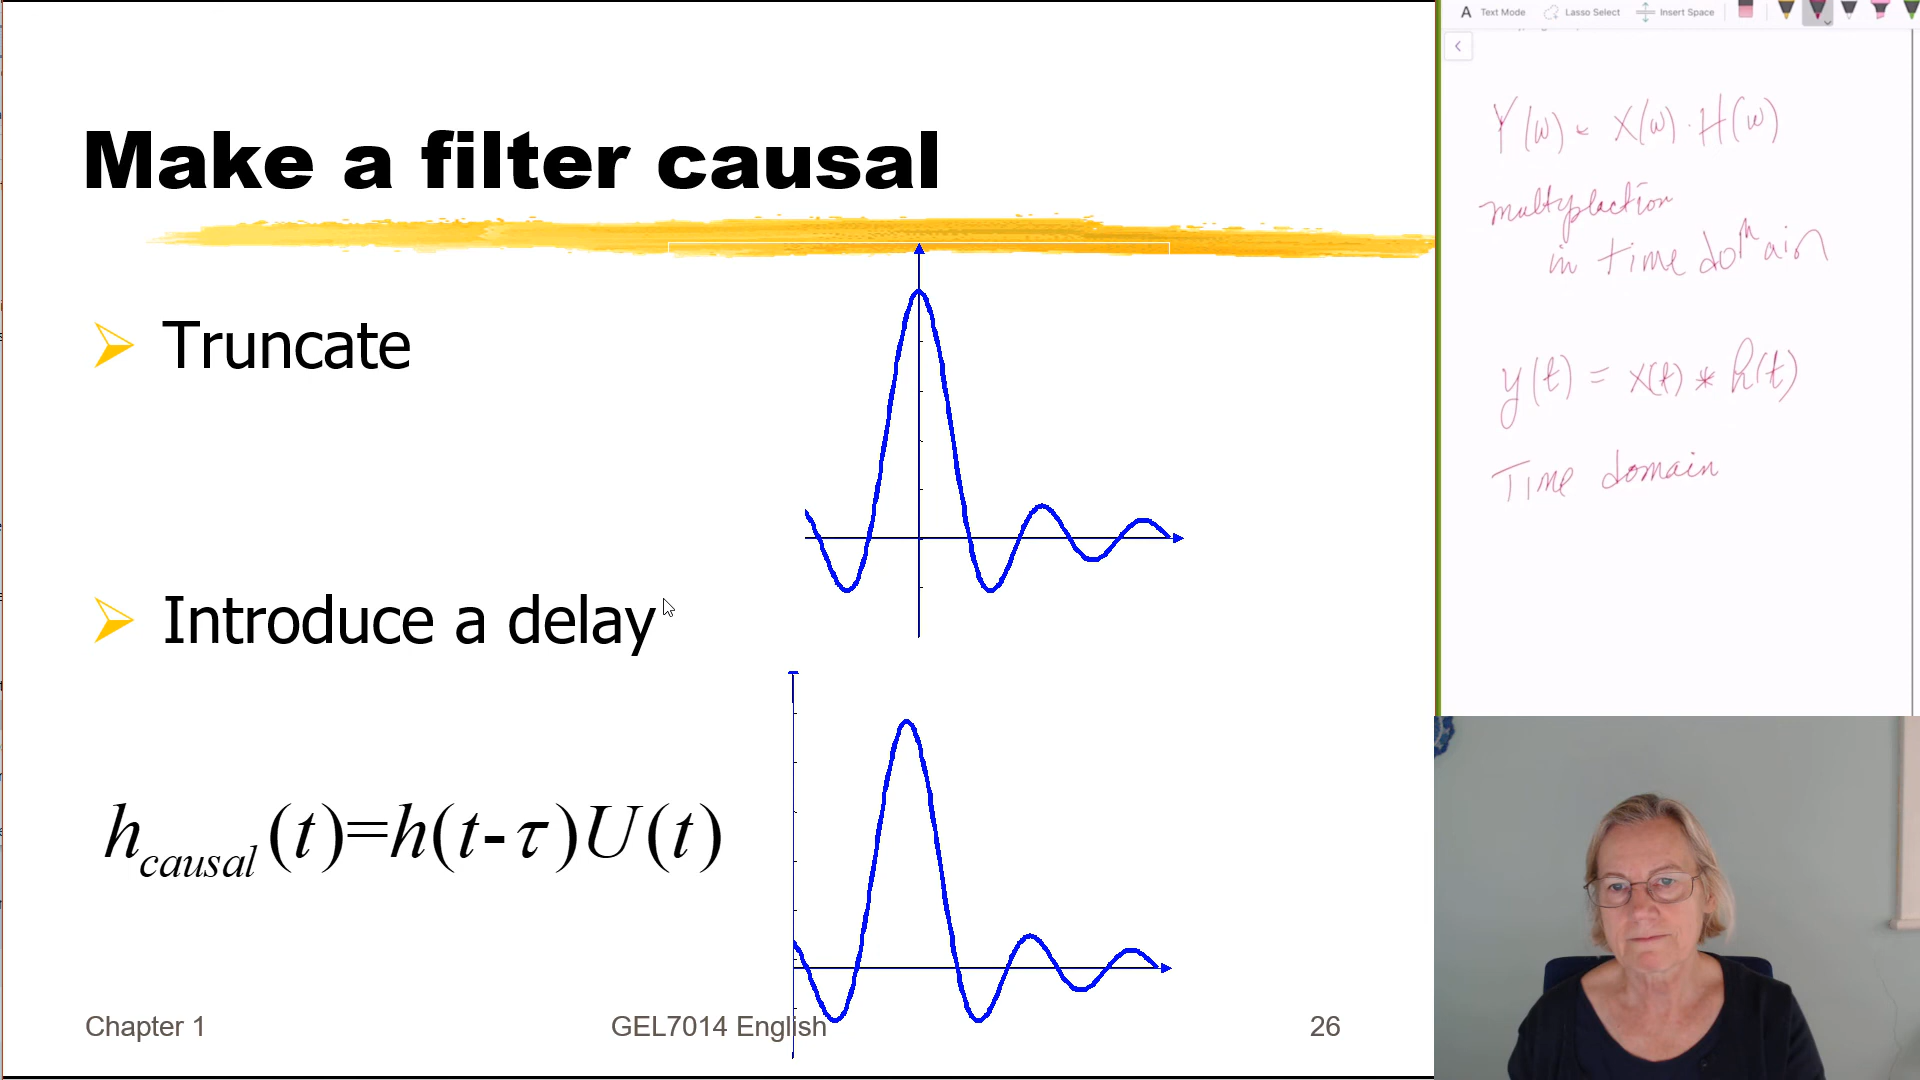 Make a filter causal
Truncate
Introduce a delay
h_causal (t)=h(t-τ)U(t)
Chapter 1
GEL7014 English
26
A Text Mode
Lasso Select
Insert Space
Y(ω) = X(ω) · H(ω)
multyplaction
in time domain
y(t) = x(t) * h(t)
Time domain